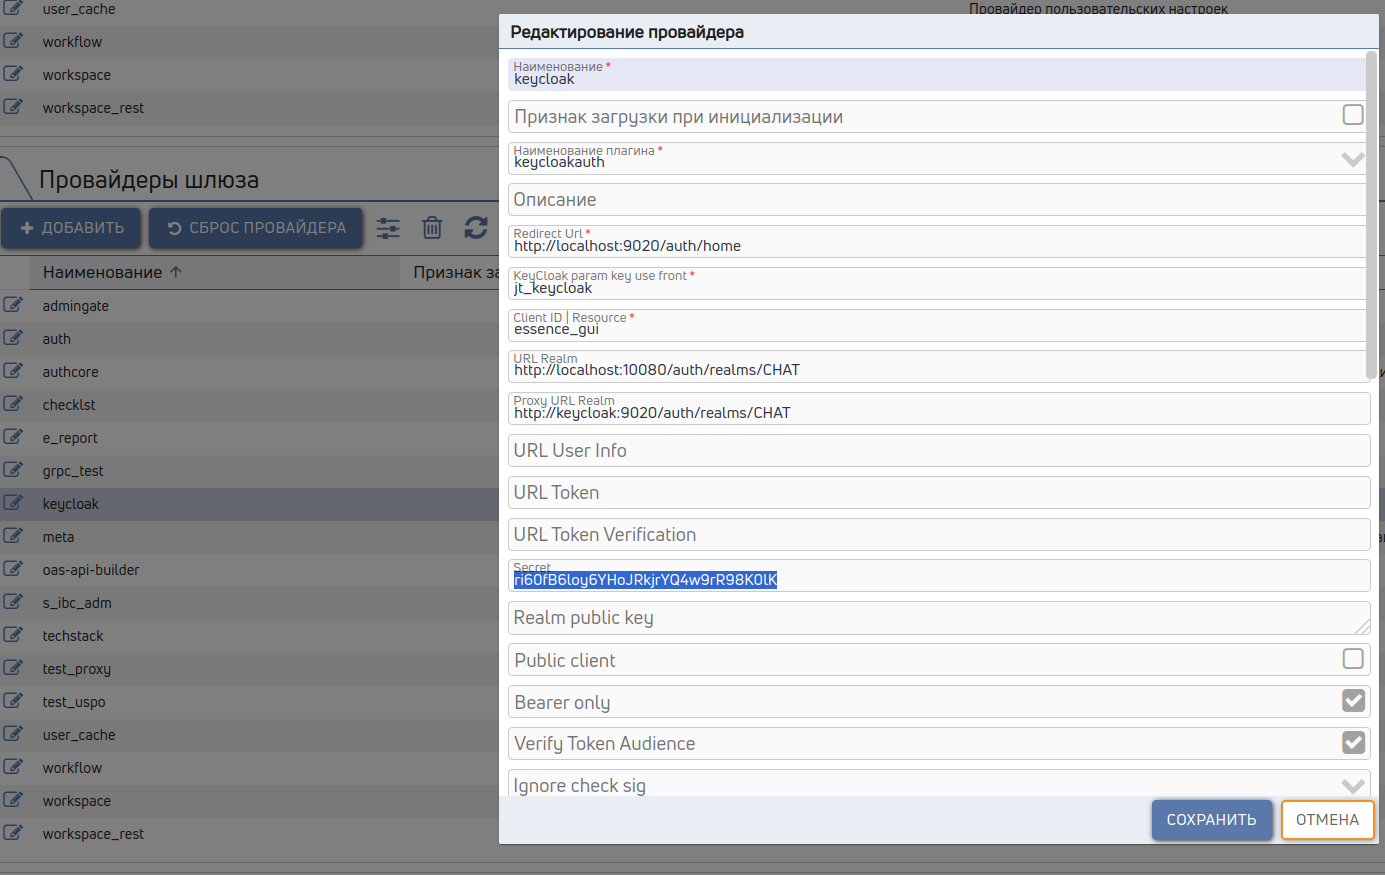 user_cache
Провайдер пользовательских настроек
workflow
workspace
workspace_rest
Провайдеры шлюза
ДОБАВИТЬ
СБРОС ПРОВАЙДЕРА
Наименование
Признак за
admingate
auth
authcore
checklst
e_report
grpc_test
keycloak
meta
oas-api-builder
s_ibc_adm
techstack
test_proxy
test_uspo
user_cache
workflow
workspace
workspace_rest
Редактирование провайдера
Наименование *
keycloak
Признак загрузки при инициализации
Наименование плагина *
keycloakauth
Описание
Redirect Url *
http://localhost:9020/auth/home
KeyCloak param key use front *
jt_keycloak
Client ID | Resource *
essence_gui
URL Realm
http://localhost:10080/auth/realms/CHAT
Proxy URL Realm
http://keycloak:9020/auth/realms/CHAT
URL User Info
URL Token
URL Token Verification
Secret
ri60fB6loy6YHoJRkjrYQ4w9rR98K0lK
Realm public key
Public client
Bearer only
Verify Token Audience
Ignore check sig
СОХРАНИТЬ
ОТМЕНА